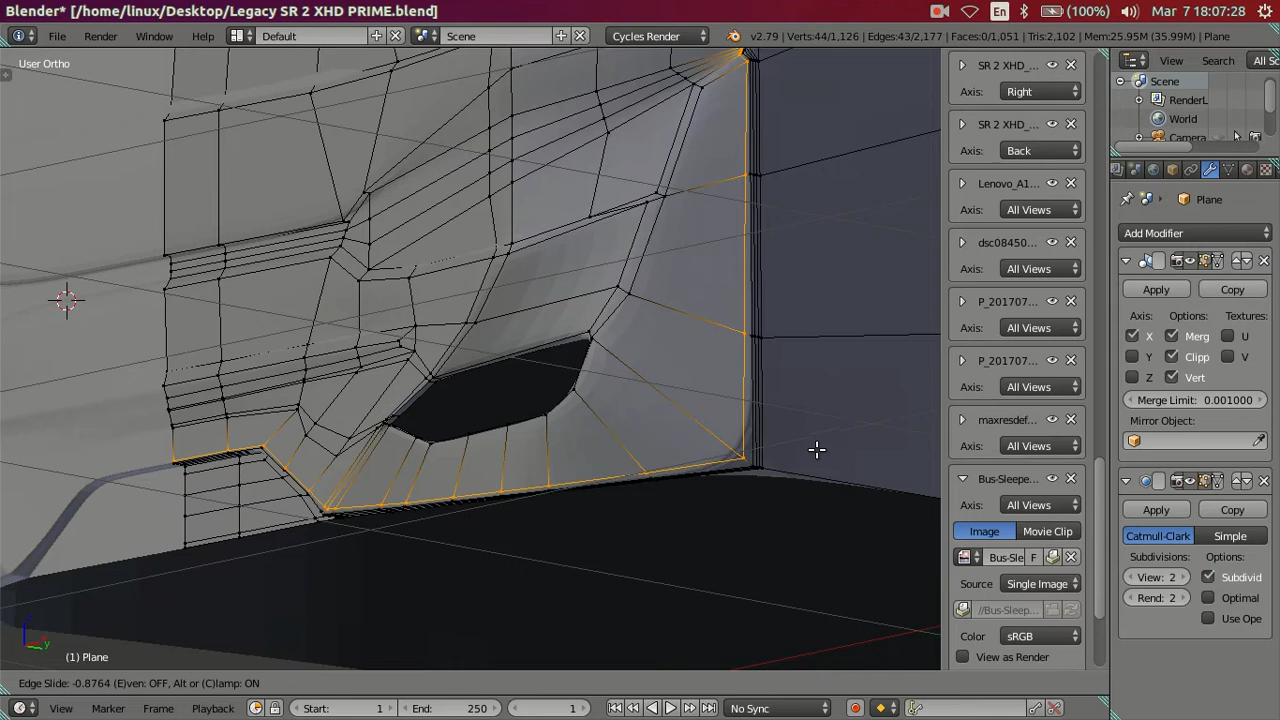 Blender* [/home/linux/Desktop/Legacy SR 2 XHD PRIME.blend]
En (100%) Mar 7 18:07:28
File Render Window Help Default Scene Cycles Render v2.79 | Verts:44/1,126 | Edges:43/2,177 | Faces:0/1,051 | Tris:2,102 | Mem:25.95M (35.99M) | Plane
User Ortho
SR 2 XHD_...
Axis: Right
SR 2 XHD_...
Axis: Back
Lenovo_A1...
Axis: All Views
dsc08450...
Axis: All Views
P_201707...
Axis: All Views
P_201707...
Axis: All Views
maxresdef...
Axis: All Views
Bus-Sleepe...
Axis: All Views
Image Movie Clip
Bus-Sle F
Source Single Image
//Bus-Sleep...
Color sRGB
View as Render
View Search All Sc
Scene
RenderL
World
Camera
Plane
Add Modifier
Apply Copy
Axis: Options: Textures:
X Merg U
Y Clipp V
Z Vert
Merge Limit: 0.001000
Mirror Object:
Apply Copy
Catmull-Clark Simple
Subdivisions: Options:
View: 2 Subdivid
Rend: 2 Optimal
Use Ope
z
y
(1) Plane
Edge Slide: -0.8764 (E)ven: OFF, Alt or (C)lamp: ON
View Marker Frame Playback Start: 1 End: 250 1 No Sync